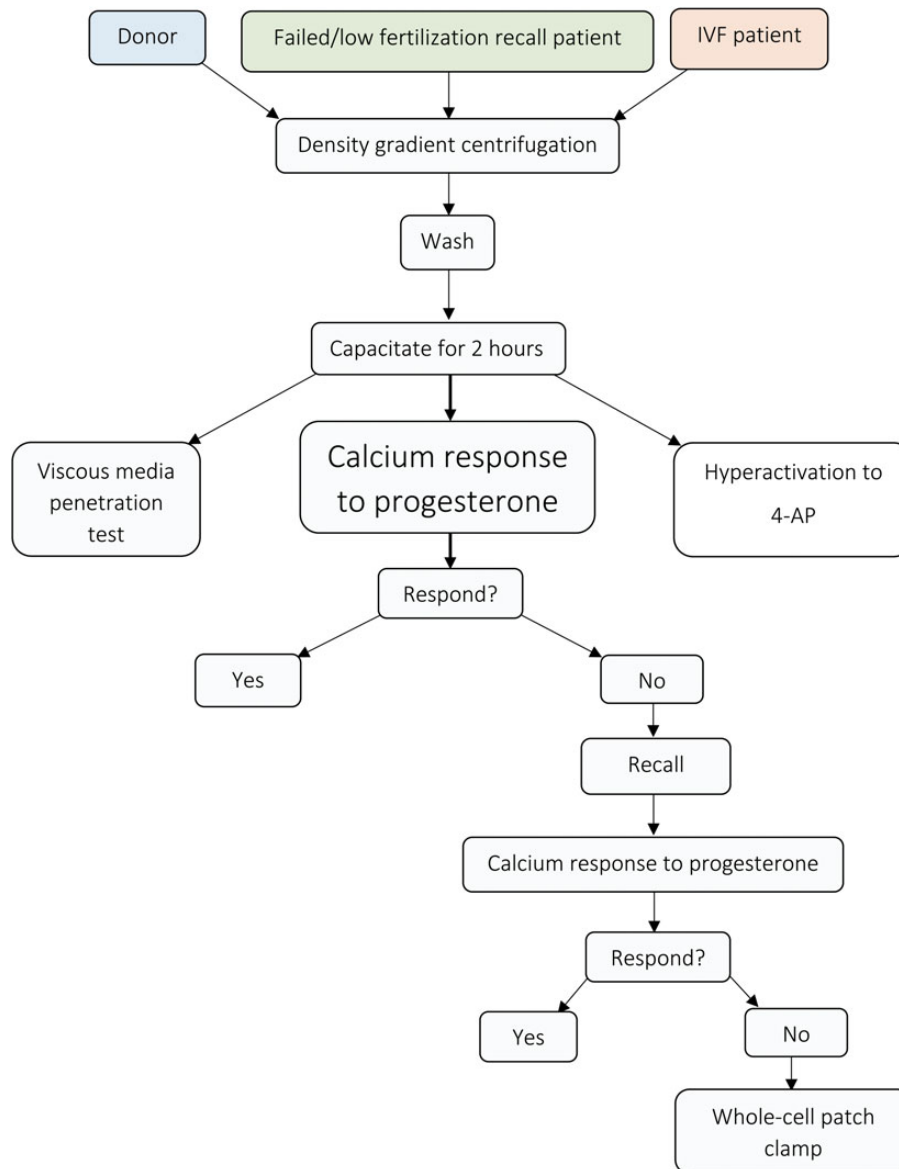 Donor
Failed/low fertilization recall patient
IVF patient
Density gradient centrifugation
Wash
Capacitate for 2 hours
Viscous media
penetration
test
Calcium response
to progesterone
Hyperactivation to
4-AP
Respond?
Yes
No
Recall
Calcium response to progesterone
Respond?
Yes
No
Whole-cell patch
clamp